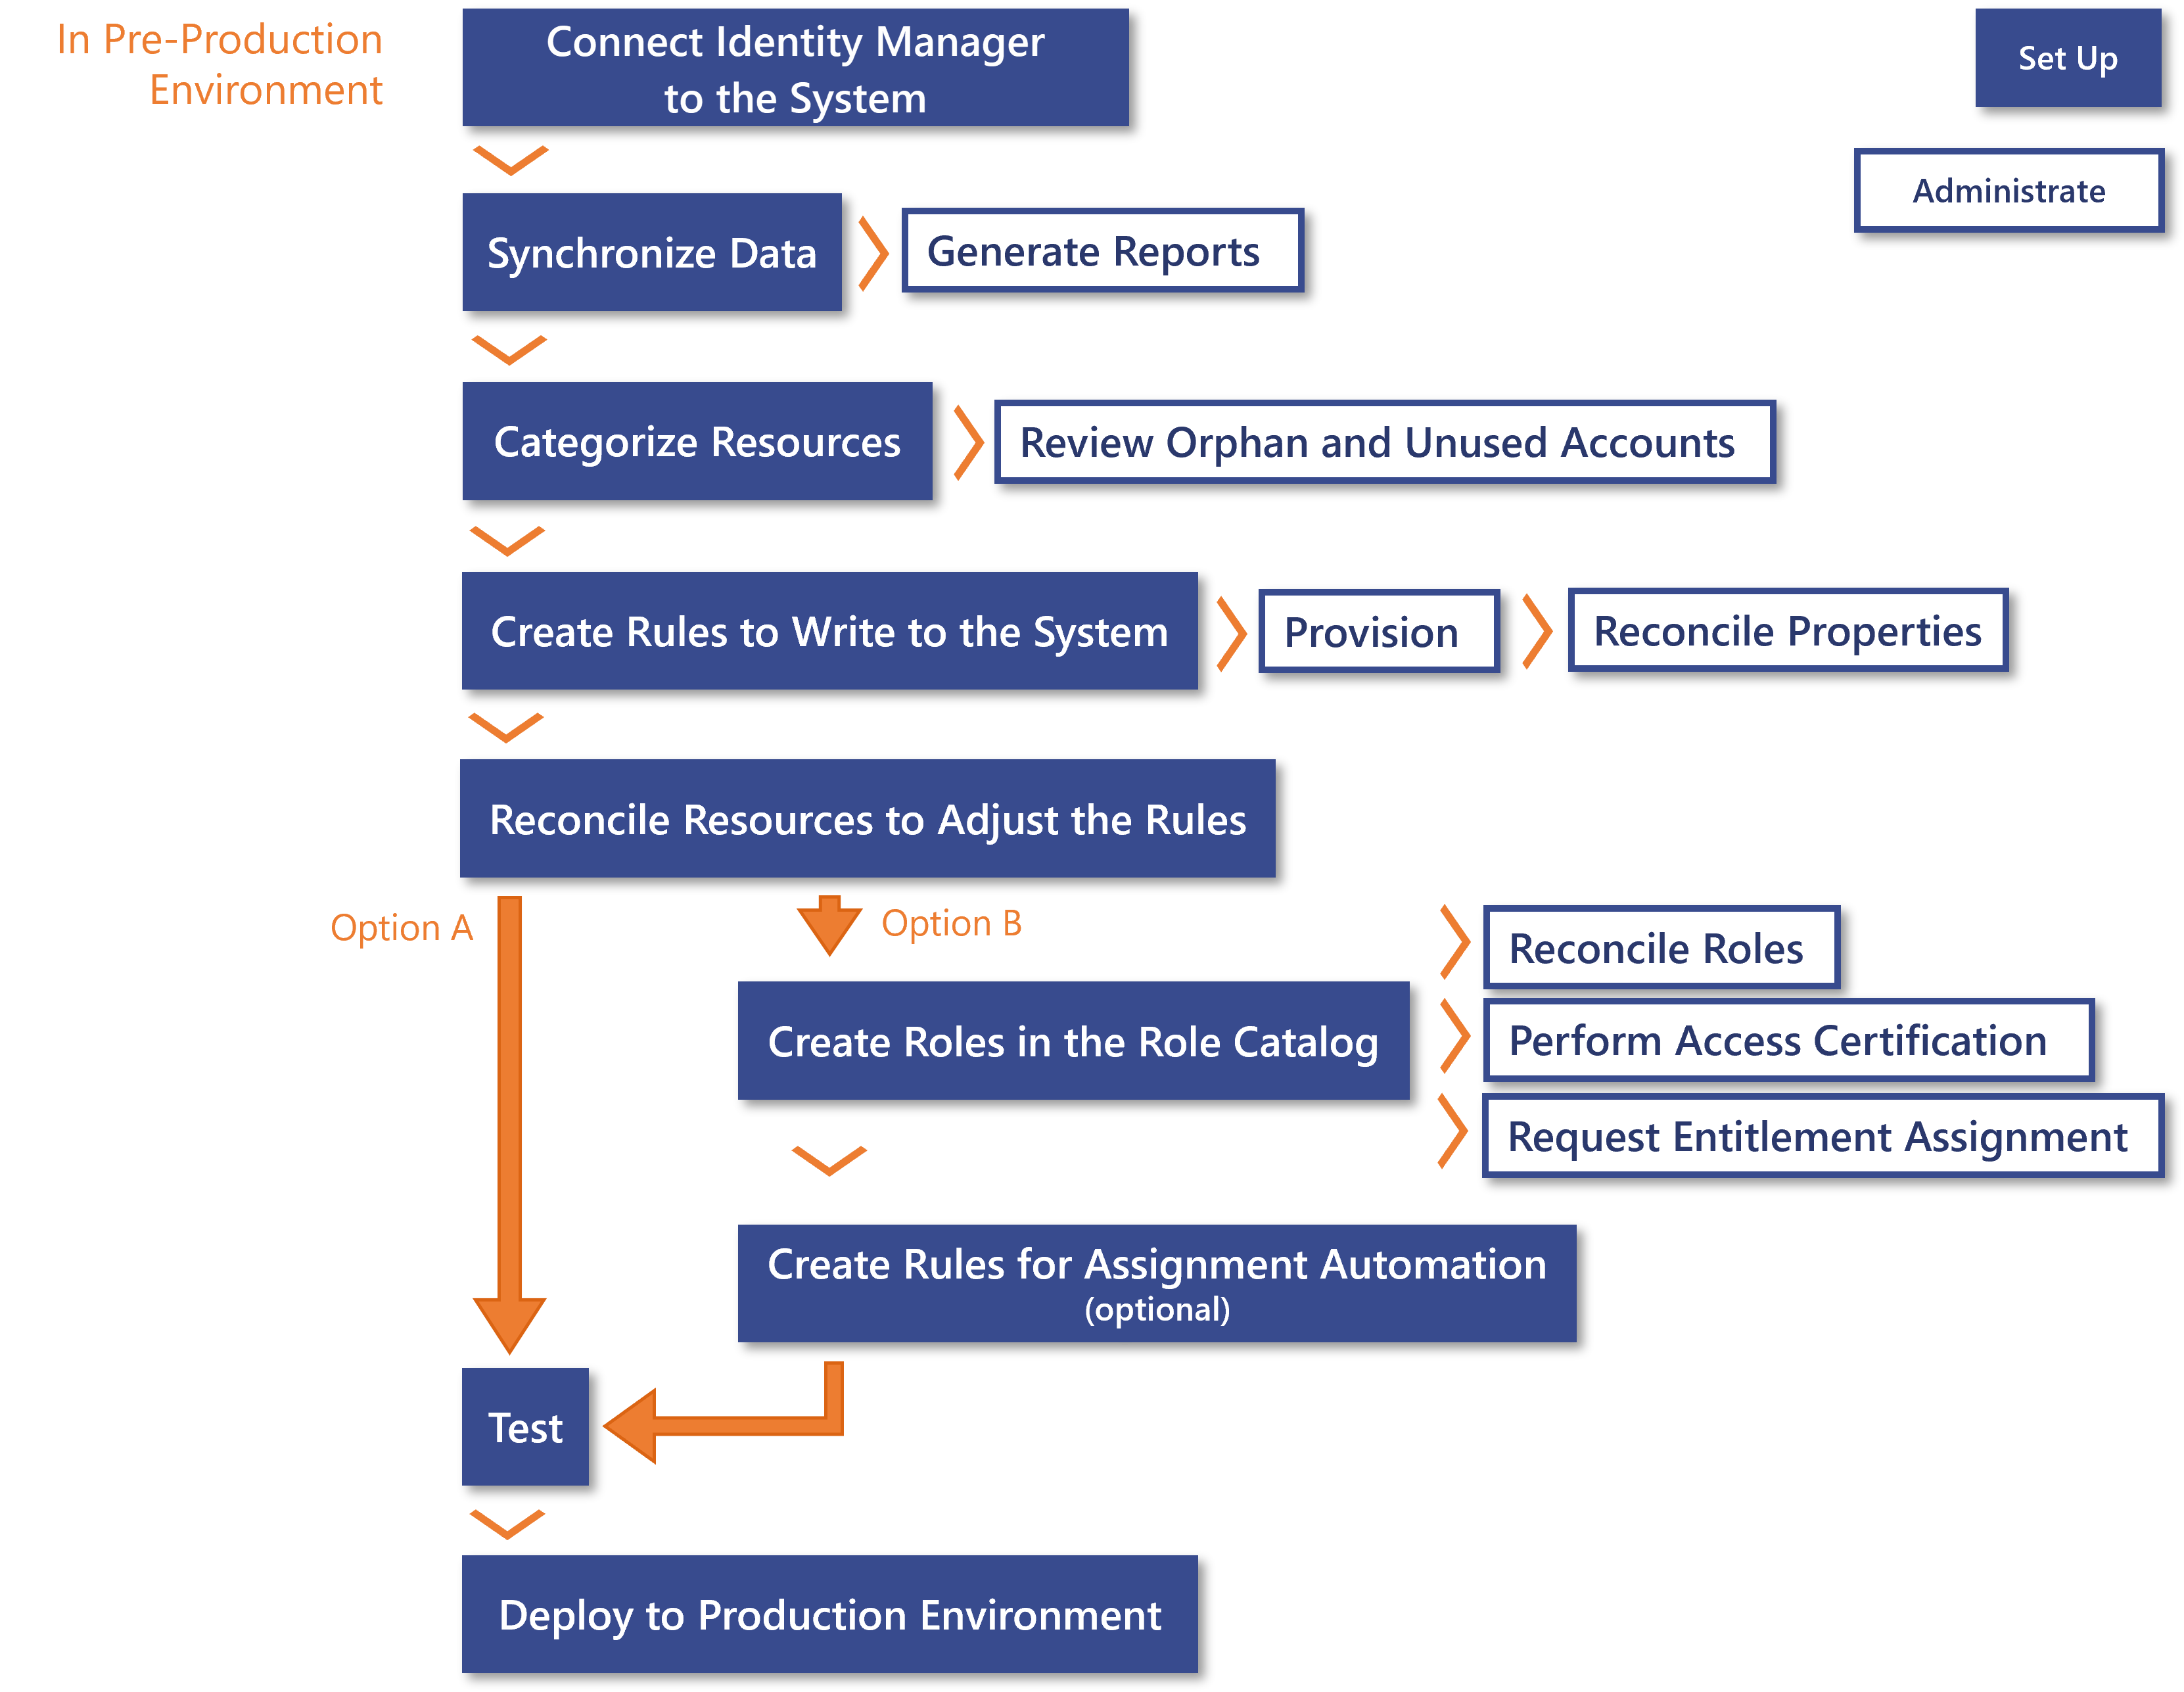 In Pre-Production
Environment
Connect Identity Manager
to the System
Set Up
Administrate
Synchronize Data
Generate Reports
Categorize Resources
Review Orphan and Unused Accounts
Create Rules to Write to the System
Provision
Reconcile Properties
Reconcile Resources to Adjust the Rules
Option A
Option B
Reconcile Roles
Create Roles in the Role Catalog
Perform Access Certification
Request Entitlement Assignment
Create Rules for Assignment Automation
(optional)
Test
Deploy to Production Environment